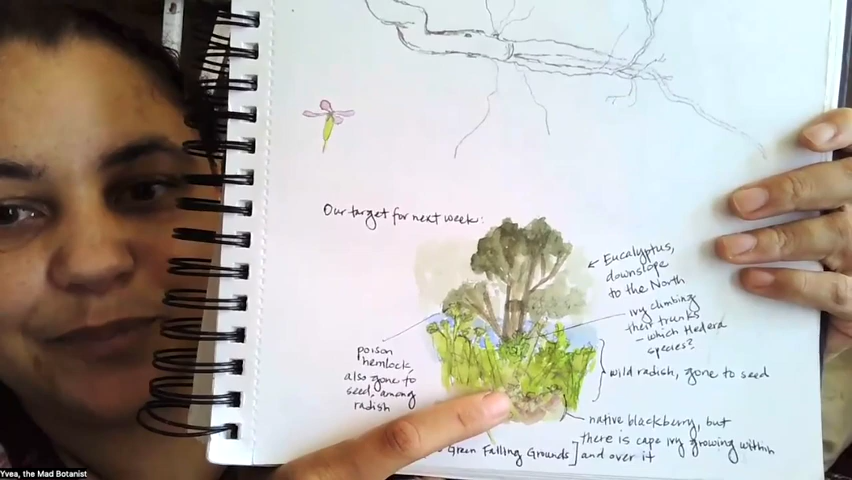 Our target for next week:
Eucalyptus,
downslope
to the North
ivy climbing
their trunks
- which Hedera
species?
poison
hemlock,
also gone to
seed, among
radish
wild radish, gone to seed
native blackberry, but
there is cape ivy growing within
and over it
Green Falling Grounds
Yvea, the Mad Botanist